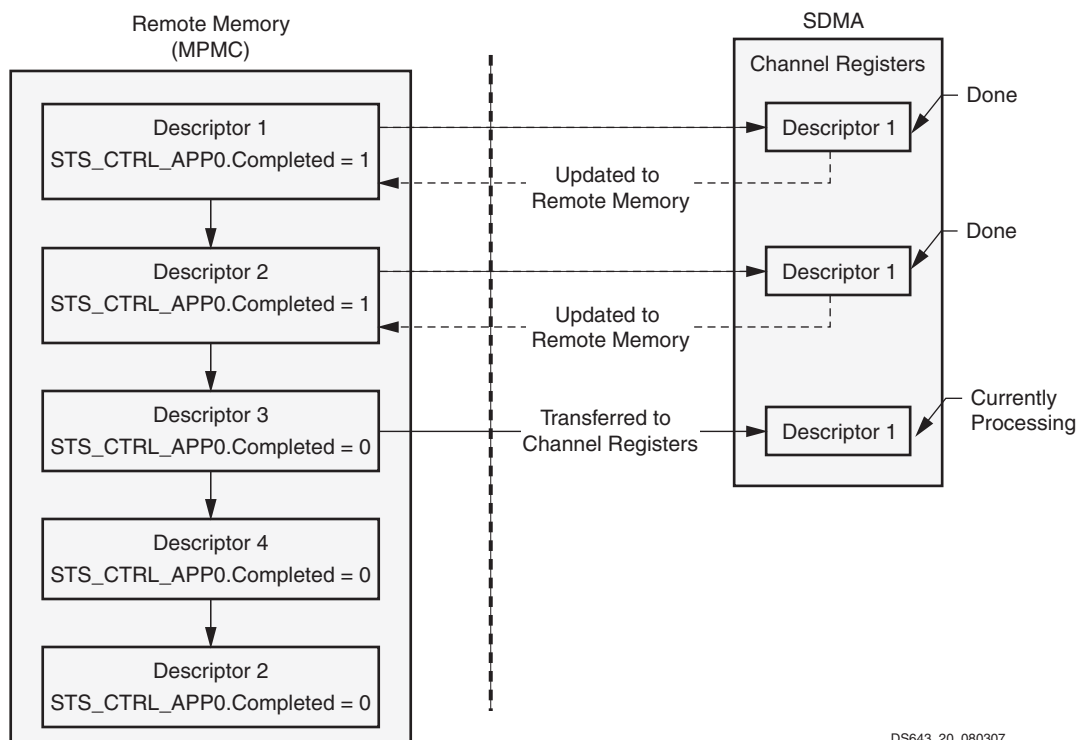 Remote Memory
(MPMC)
SDMA
Channel Registers
Descriptor 1
STS_CTRL_APP0.Completed = 1
Descriptor 1
Done
Updated to
Remote Memory
Descriptor 2
STS_CTRL_APP0.Completed = 1
Descriptor 1
Done
Updated to
Remote Memory
Descriptor 3
STS_CTRL_APP0.Completed = 0
Transferred to
Channel Registers
Descriptor 1
Currently
Processing
Descriptor 4
STS_CTRL_APP0.Completed = 0
Descriptor 2
STS_CTRL_APP0.Completed = 0
DS643_20_080307